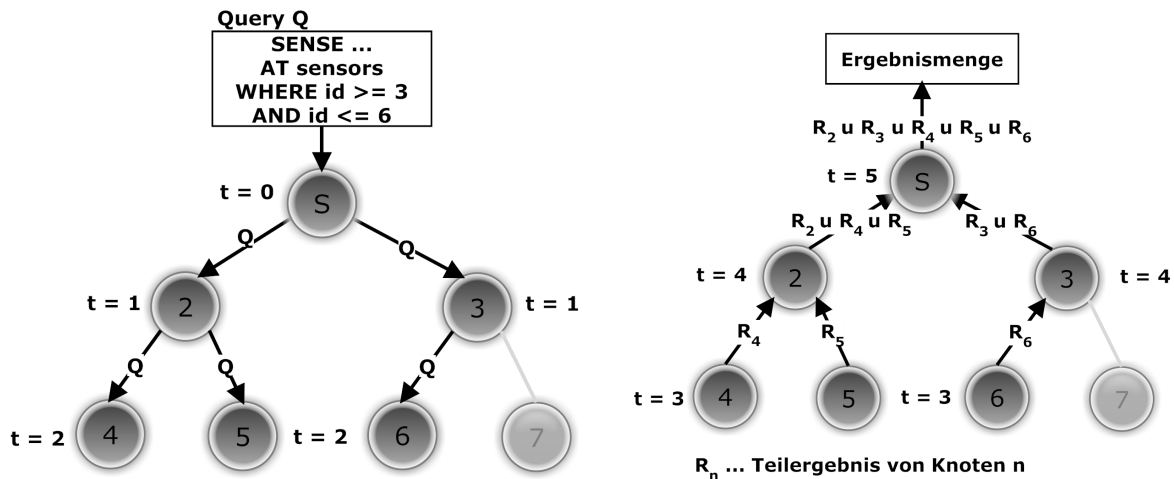 Query Q
SENSE ...
AT sensors
WHERE id >= 3
AND id <= 6
t = 0
S
Q
Q
t = 1
2
3
t = 1
Q
Q
Q
t = 2
4
5
t = 2
6
7
Ergebnismenge
R2 u R3 u R4 u R5 u R6
t = 5
S
R2 u R4 u R5
R3 u R6
t = 4
2
3
t = 4
R4
R5
R6
t = 3
4
5
t = 3
6
7
Rn ... Teilergebnis von Knoten n